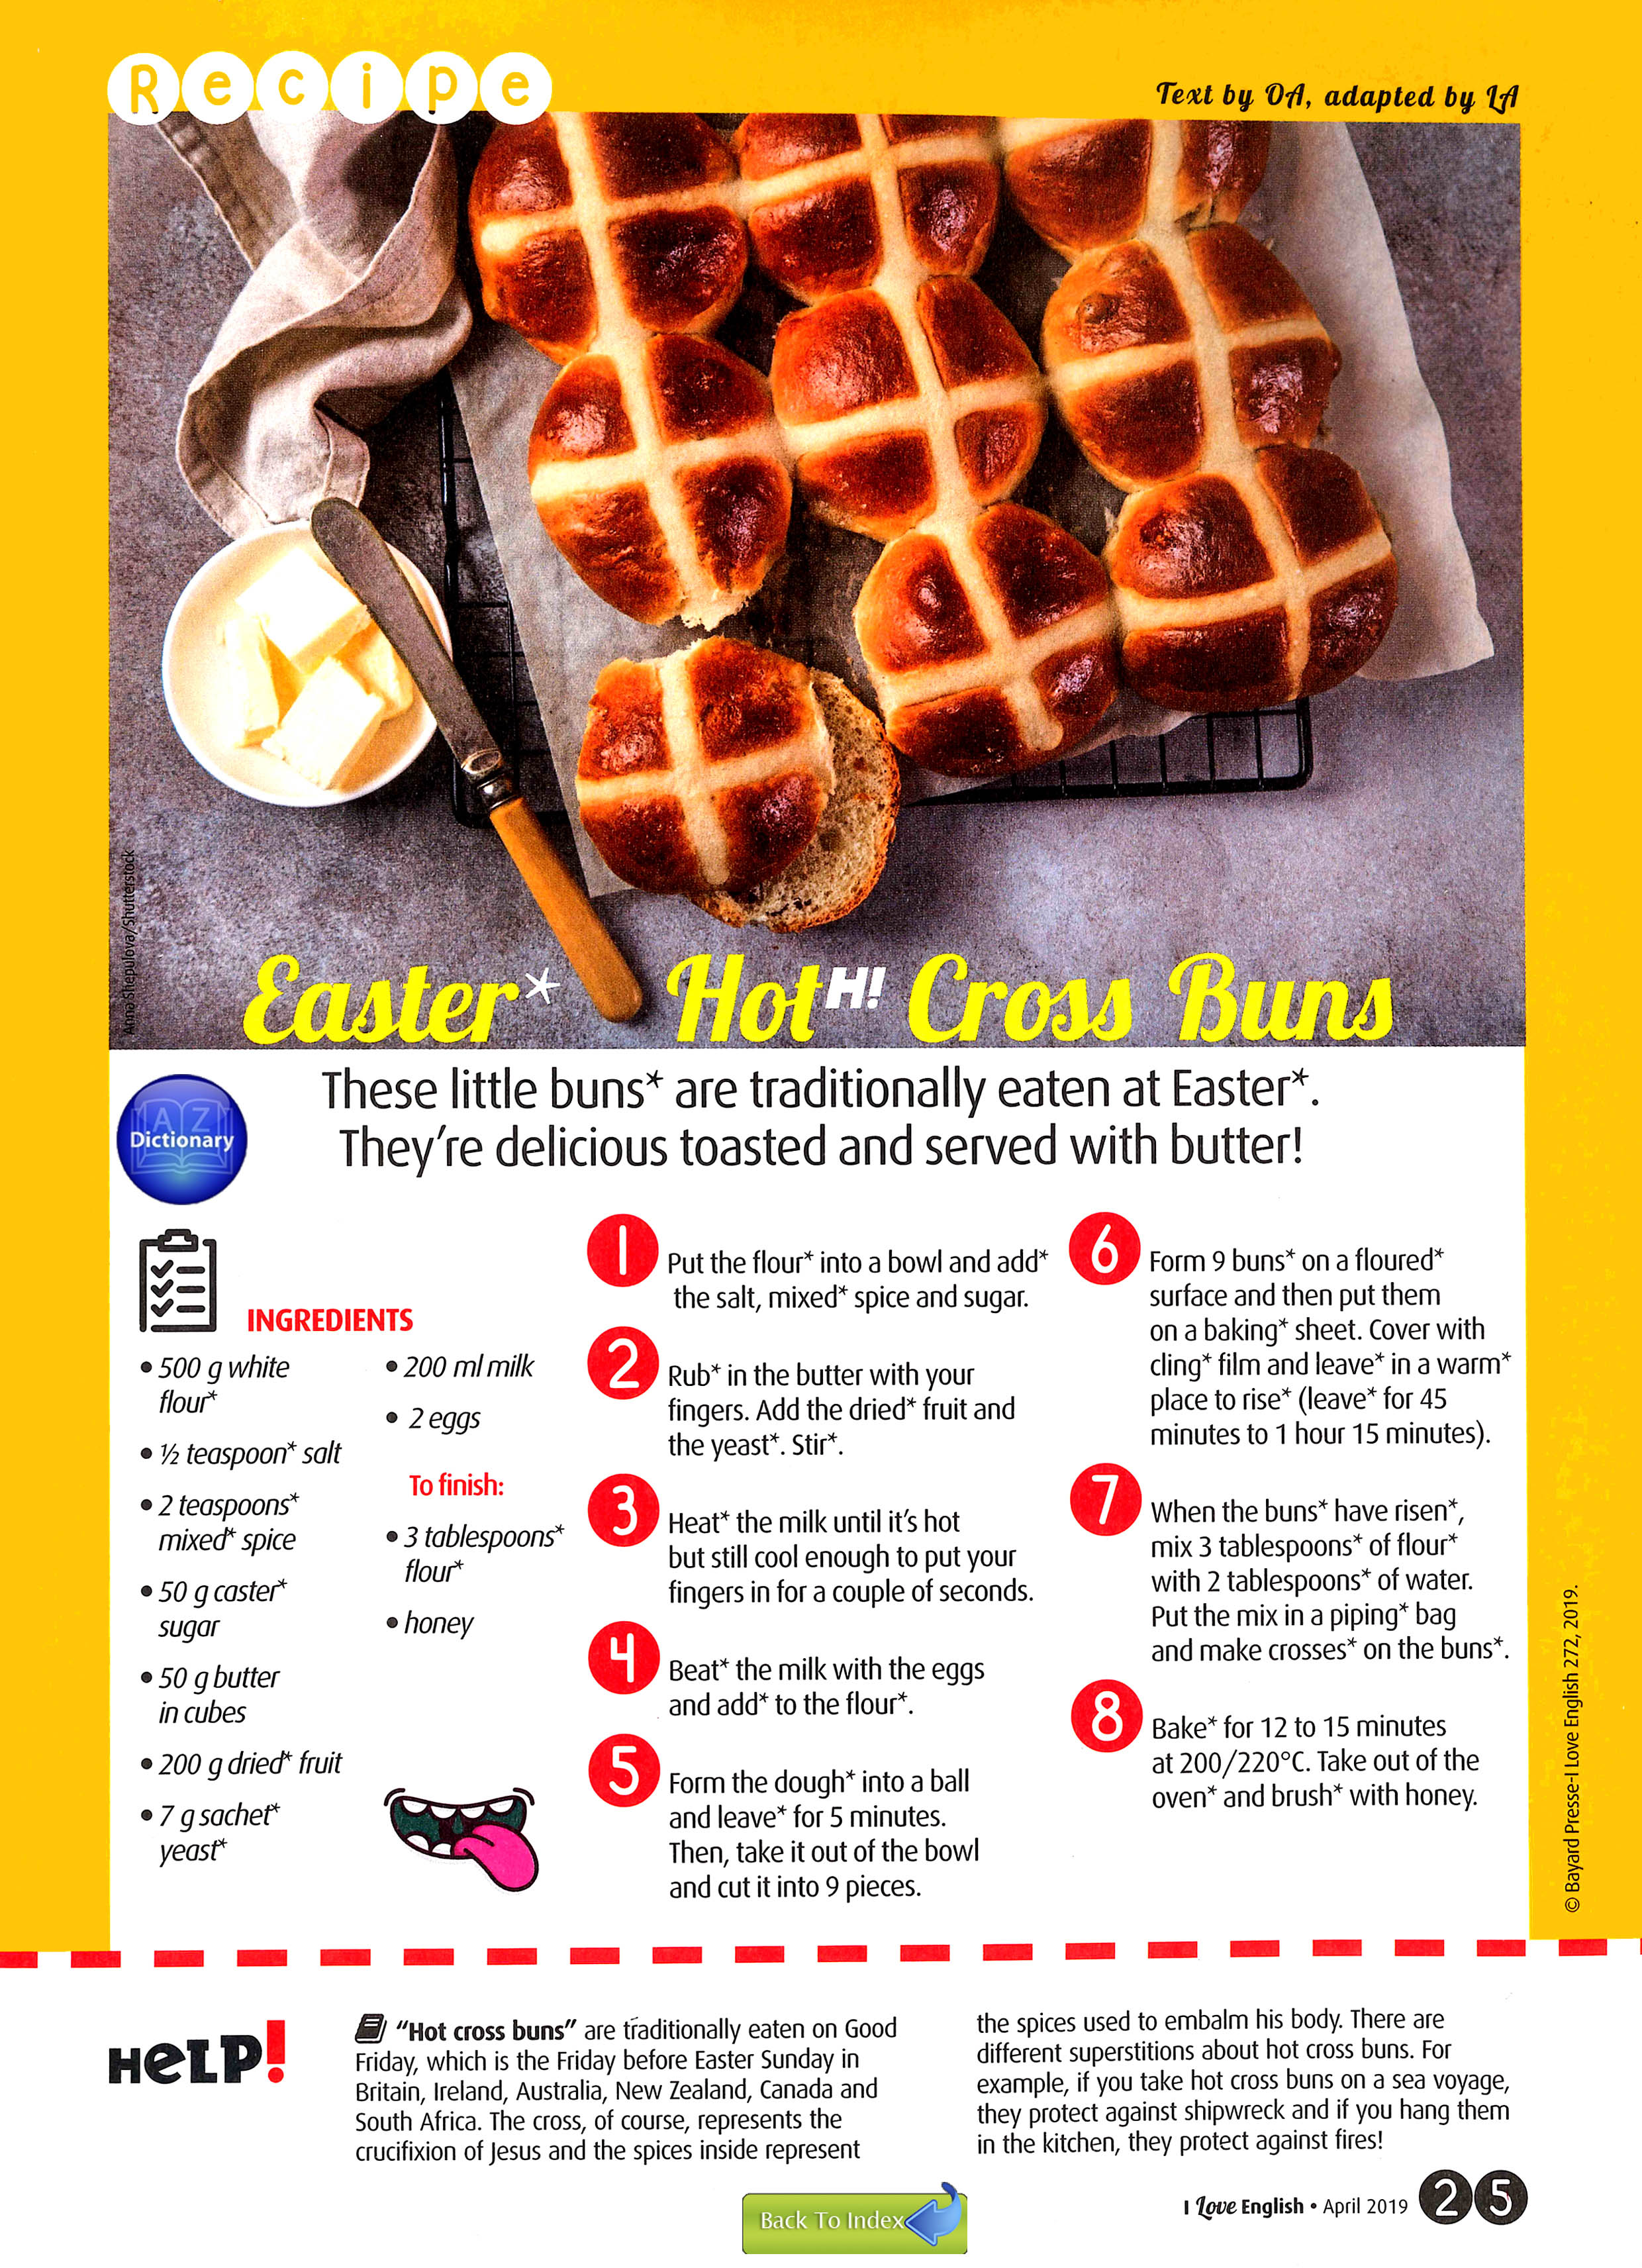 Recipe
Text by OA, adapted by LA
Anna Shepulova/Shutterstock
Easter* Hot H! Cross Buns
A Z
Dictionary
These little buns* are traditionally eaten at Easter*.
They're delicious toasted and served with butter!
INGREDIENTS
• 500 g white
flour*
• ½ teaspoon* salt
• 2 teaspoons*
mixed* spice
• 50 g caster*
sugar
• 50 g butter
in cubes
• 200 g dried* fruit
• 7 g sachet*
yeast*
• 200 ml milk
• 2 eggs
To finish:
• 3 tablespoons*
flour*
• honey
1
Put the flour* into a bowl and add*
the salt, mixed* spice and sugar.
2
Rub* in the butter with your
fingers. Add the dried* fruit and
the yeast*. Stir*.
3
Heat* the milk until it's hot
but still cool enough to put your
fingers in for a couple of seconds.
4
Beat* the milk with the eggs
and add* to the flour*.
5
Form the dough* into a ball
and leave* for 5 minutes.
Then, take it out of the bowl
and cut it into 9 pieces.
6
Form 9 buns* on a floured*
surface and then put them
on a baking* sheet. Cover with
cling* film and leave* in a warm*
place to rise* (leave* for 45
minutes to 1 hour 15 minutes).
7
When the buns* have risen*,
mix 3 tablespoons* of flour*
with 2 tablespoons* of water.
Put the mix in a piping* bag
and make crosses* on the buns*.
8
Bake* for 12 to 15 minutes
at 200/220°C. Take out of the
oven* and brush* with honey.
© Bayard Presse-I Love English 272, 2019.
HELP!
"Hot cross buns" are traditionally eaten on Good
Friday, which is the Friday before Easter Sunday in
Britain, Ireland, Australia, New Zealand, Canada and
South Africa. The cross, of course, represents the
crucifixion of Jesus and the spices inside represent
the spices used to embalm his body. There are
different superstitions about hot cross buns. For
example, if you take hot cross buns on a sea voyage,
they protect against shipwreck and if you hang them
in the kitchen, they protect against fires!
Back To Index
I Love English • April 2019 25